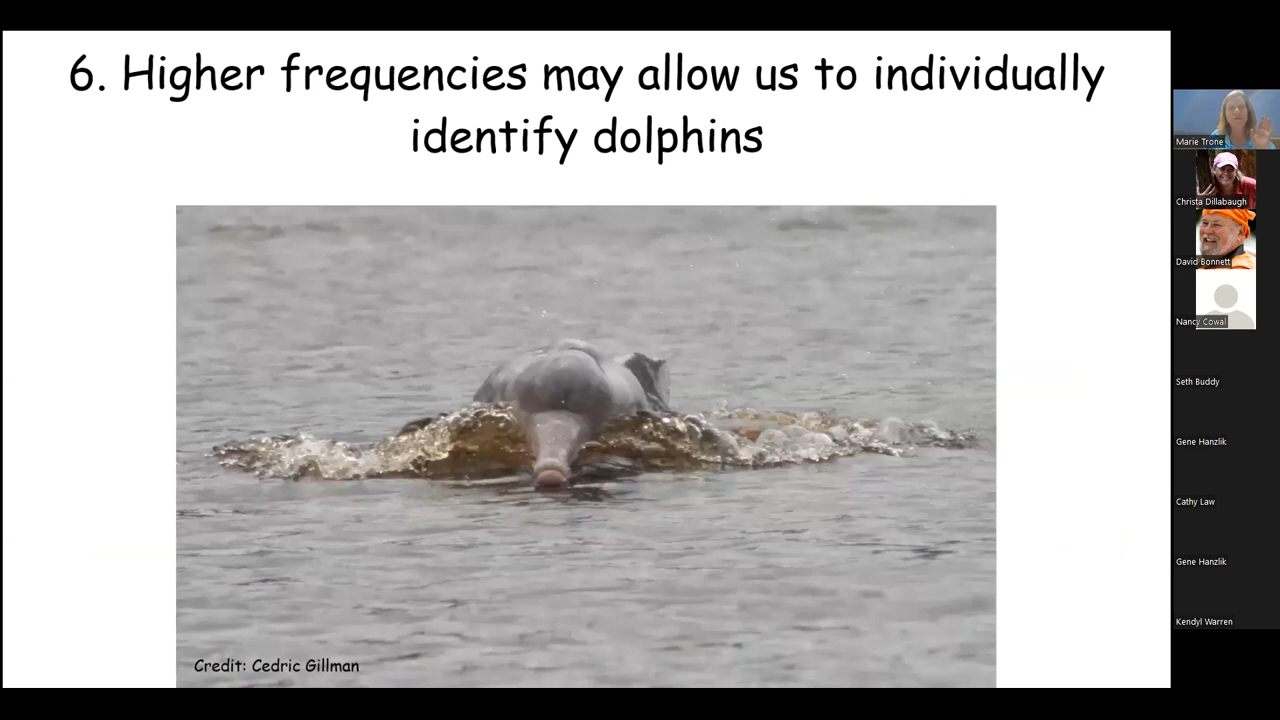 6. Higher frequencies may allow us to individually
identify dolphins
Credit: Cedric Gillman
Marie Trone
Christa Dillabaugh
David Bonnett
Nancy Cowal
Seth Buddy
Gene Hanzlik
Cathy Law
Gene Hanzlik
Kendyl Warren